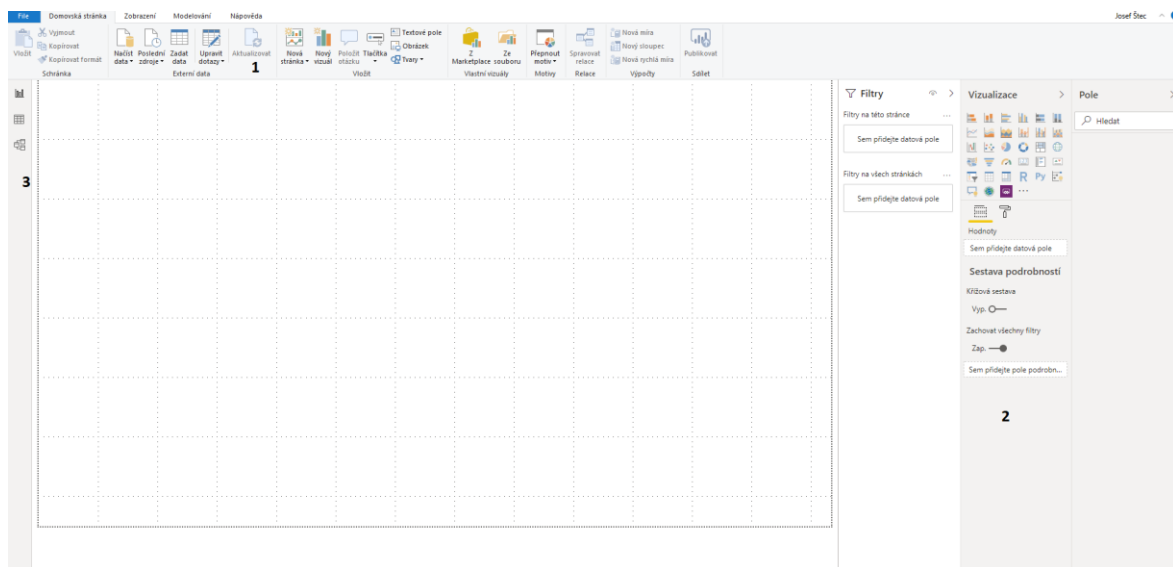 File Domovská stránka Zobrazení Modelování Nápověda Josef Štec
Vložit
Vyjmout
Kopírovat
Kopírovat formát
Schránka
Načíst data
Poslední zdroje
Zadat data
Upravit dotazy
Aktualizovat
Externí data
1
Nová stránka
Nový vizuál
Položit otázku
Tlačítka
Textové pole
Obrázek
Tvary
Vložit
Z Marketplace
Ze souboru
Vlastní vizuály
Přepnout motiv
Motivy
Spravovat relace
Relace
Nová míra
Nový sloupec
Nová rychlá míra
Výpočty
Publikovat
Sdílet
3
Filtry
Filtry na této stránce ...
Sem přidejte datová pole
Filtry na všech stránkách ...
Sem přidejte datová pole
Vizualizace
R Py
Hodnoty
Sem přidejte datová pole
Sestava podrobností
Křížová sestava
Vyp.
Zachovat všechny filtry
Zap.
Sem přidejte pole podrobn...
2
Pole
Hledat